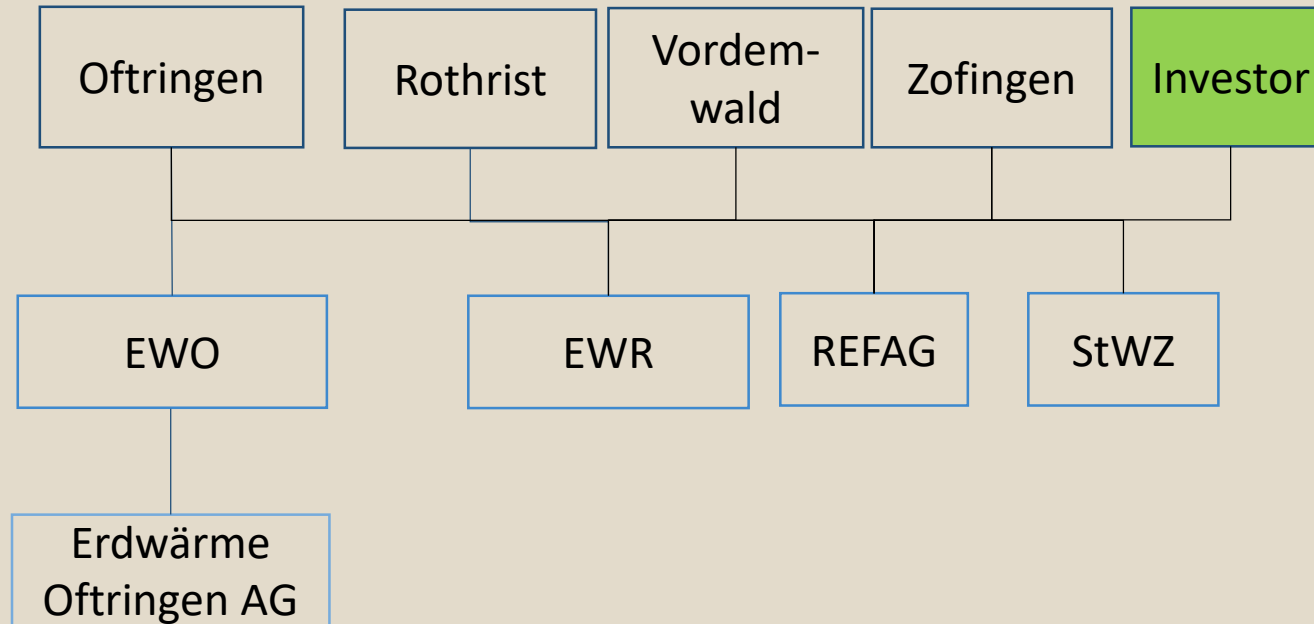 Oftringen
Rothrist
Vordem-
wald
Zofingen
Investor
EWO
EWR
REFAG
StWZ
Erdwärme
Oftringen AG